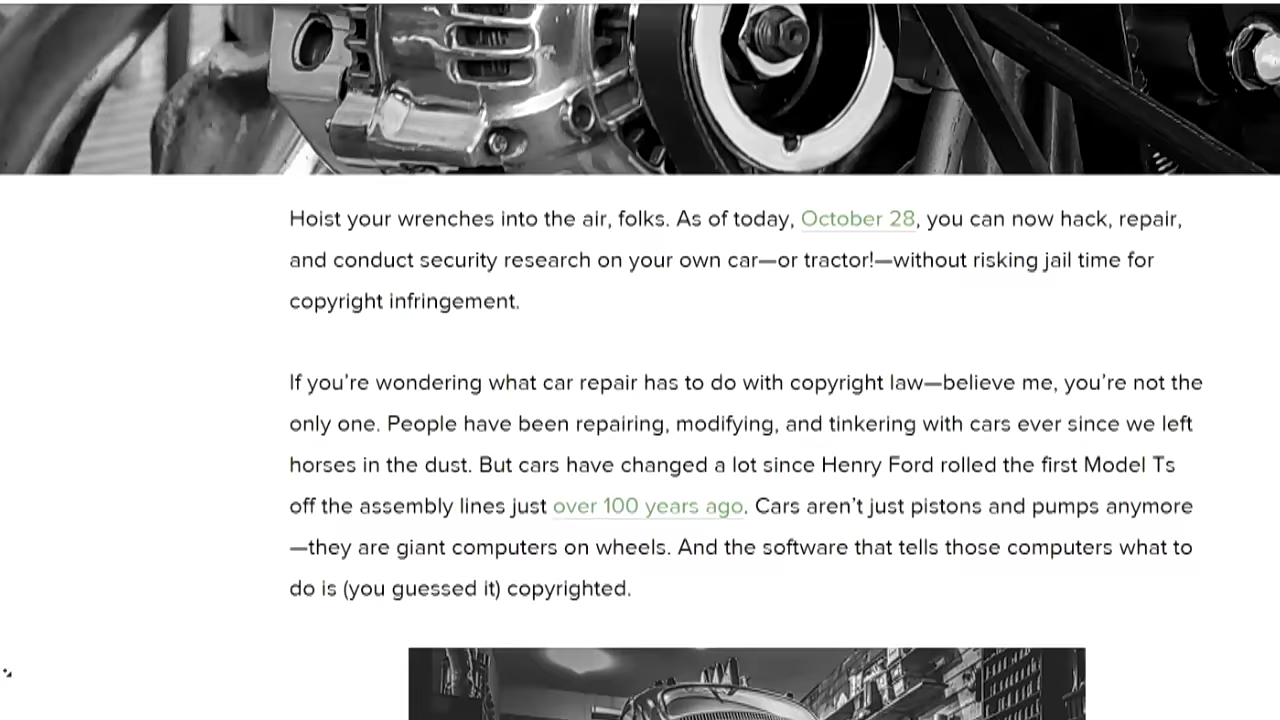 Hoist your wrenches into the air, folks. As of today, October 28, you can now hack, repair,
and conduct security research on your own car—or tractor!—without risking jail time for
copyright infringement.
If you’re wondering what car repair has to do with copyright law—believe me, you’re not the
only one. People have been repairing, modifying, and tinkering with cars ever since we left
horses in the dust. But cars have changed a lot since Henry Ford rolled the first Model Ts
off the assembly lines just over 100 years ago. Cars aren’t just pistons and pumps anymore
—they are giant computers on wheels. And the software that tells those computers what to
do is (you guessed it) copyrighted.